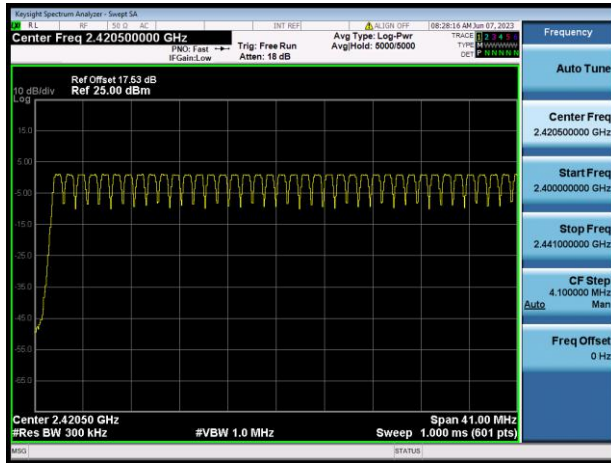 Keysight Spectrum Analyzer - Swept SA
RL RF 50 Ω AC INT REF ALIGN OFF 08:28:16 AM Jun 07, 2023
Center Freq 2.420500000 GHz
PNO: Fast
IFGain:Low
Trig: Free Run
Atten: 18 dB
Avg Type: Log-Pwr
Avg|Hold: 5000/5000
TRACE 1 2 3 4 5 6
TYPE M W W W W W
DET P N N N N N
Ref Offset 17.53 dB
Ref 25.00 dBm
10 dB/div
Log
15.0
5.00
-5.00
-15.0
-25.0
-35.0
-45.0
-55.0
-65.0
Center 2.42050 GHz
Span 41.00 MHz
#Res BW 300 kHz
#VBW 1.0 MHz
Sweep 1.000 ms (601 pts)
MSG
STATUS
Frequency
Auto Tune
Center Freq
2.420500000 GHz
Start Freq
2.400000000 GHz
Stop Freq
2.441000000 GHz
CF Step
4.100000 MHz
Auto Man
Freq Offset
0 Hz